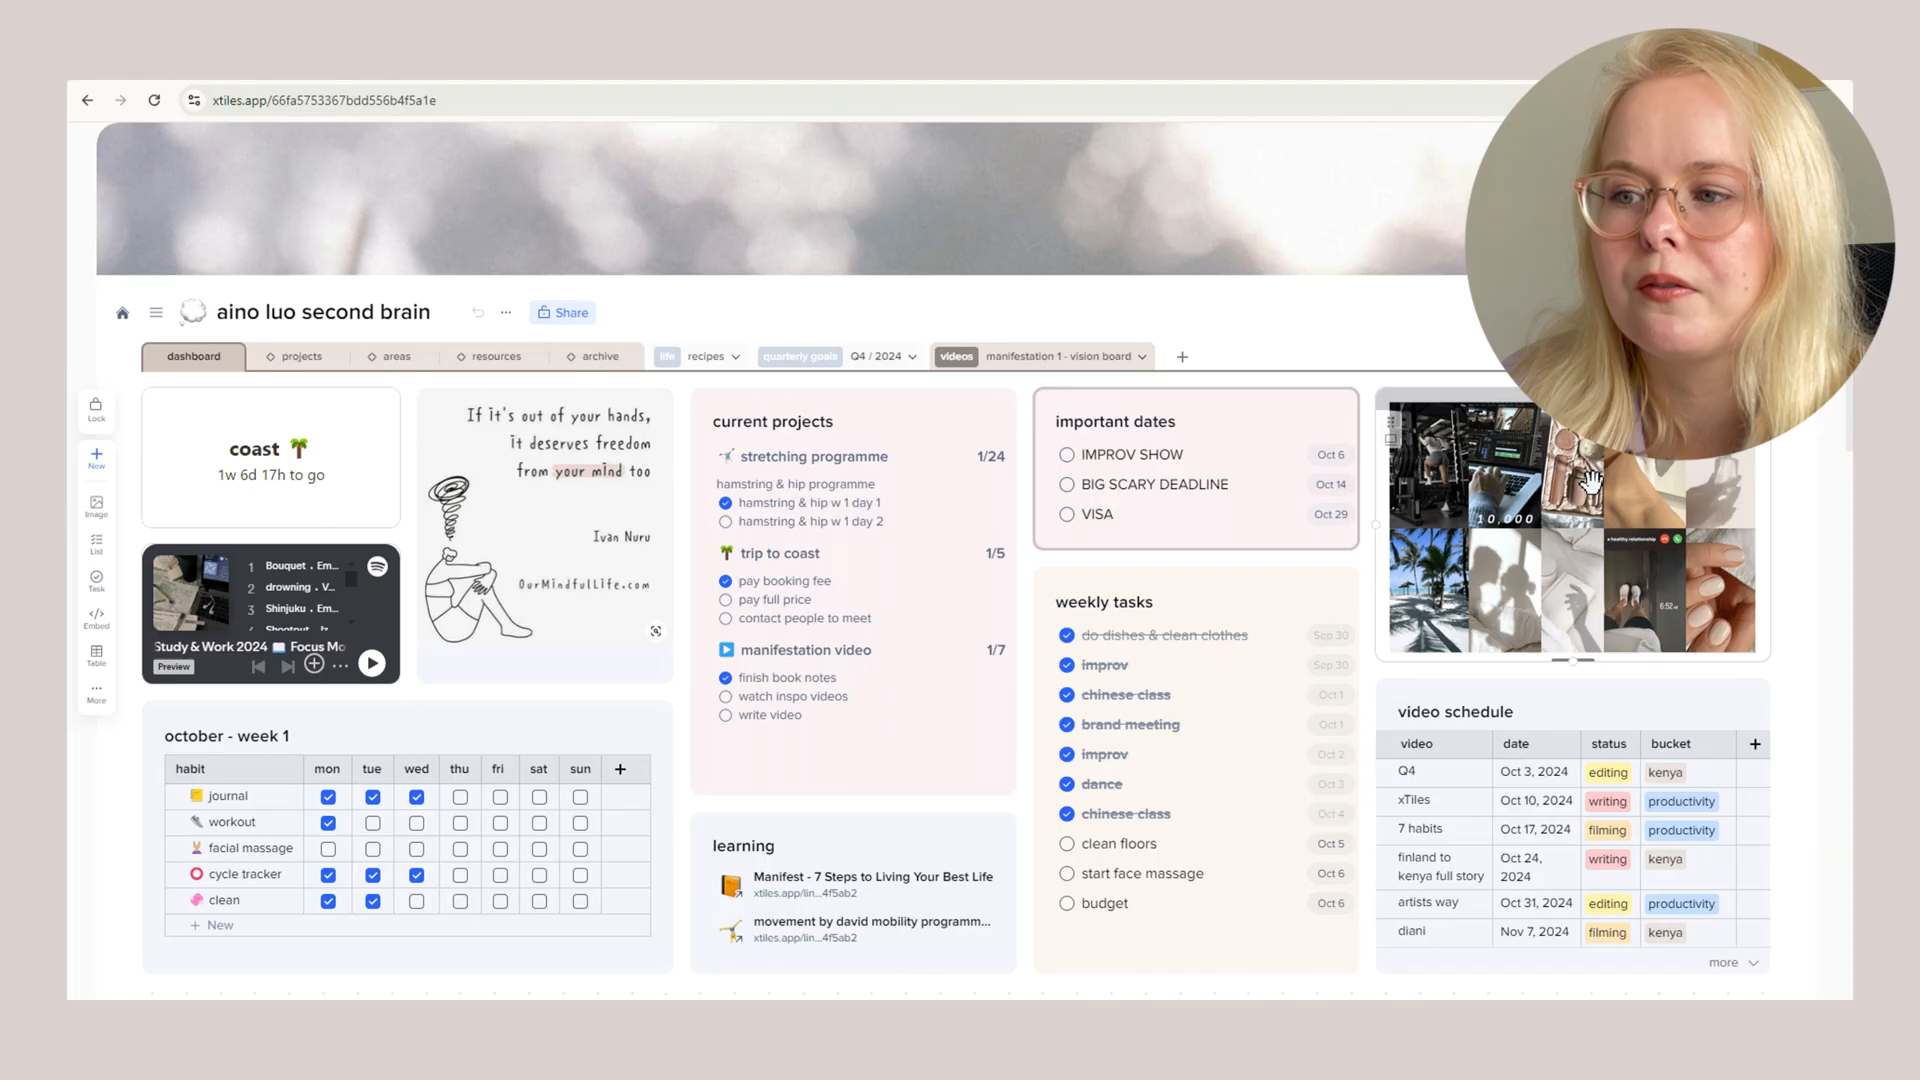 xtiles.app/66fa5753367bdd556b4f5a1e
aino luo second brain
...
Share
dashboard
projects
areas
resources
archive
life
recipes
quarterly goals
Q4 / 2024
videos
manifestation 1 - vision board
+
Lock
New
Image
List
Task
Embed
Table
More
coast
1w 6d 17h to go
1 Bouquet . Em...
2 drowning . V...
3 Shinjuku . Em...
Study & Work 2024
Focus Mo
Preview
If it's out of your hands,
it deserves freedom
from your mind too
Ivan Nuru
OurMindfulLife.com
october - week 1
habit mon tue wed thu fri sat sun +
journal
workout
facial massage
cycle tracker
clean
+ New
current projects
stretching programme 1/24
hamstring & hip programme
hamstring & hip w 1 day 1
hamstring & hip w 1 day 2
trip to coast 1/5
pay booking fee
pay full price
contact people to meet
manifestation video 1/7
finish book notes
watch inspo videos
write video
learning
Manifest - 7 Steps to Living Your Best Life
xtiles.app/lin...4f5ab2
movement by david mobility programm...
xtiles.app/lin...4f5ab2
important dates
IMPROV SHOW Oct 6
BIG SCARY DEADLINE Oct 14
VISA Oct 29
weekly tasks
do dishes & clean clothes Sep 30
improv Sep 30
chinese class Oct 1
brand meeting Oct 1
improv Oct 2
dance Oct 3
chinese class Oct 4
clean floors Oct 5
start face massage Oct 6
budget Oct 6
10,000
a healthy relationship
video schedule
video date status bucket +
Q4 Oct 3, 2024 editing kenya
xTiles Oct 10, 2024 writing productivity
7 habits Oct 17, 2024 filming productivity
finland to
kenya full story
Oct 24,
2024
writing kenya
artists way Oct 31, 2024 editing productivity
diani Nov 7, 2024 filming kenya
more